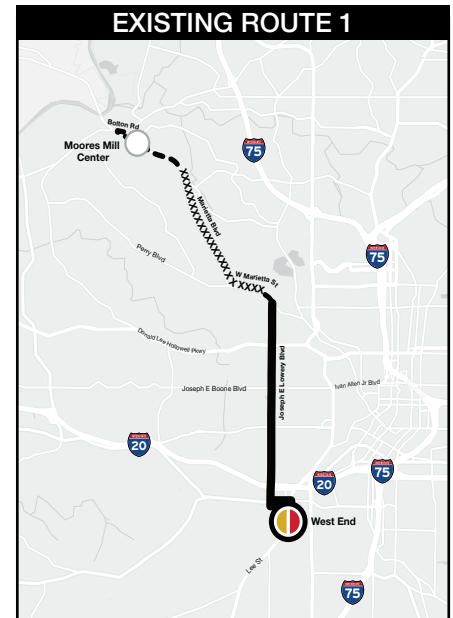 EXISTING ROUTE 1
Bolton Rd
Moores Mill
Center
75
Marietta Blvd
XXXXXXXXXXXXXXXXXXXXXX
75
Perry Blvd
W Marietta St
Donald Lee Hollowell Pkwy
Joseph E Lowery Blvd
Joseph E Boone Blvd
Ivan Allen Jr Blvd
20
75
20
West End
Lee St
75